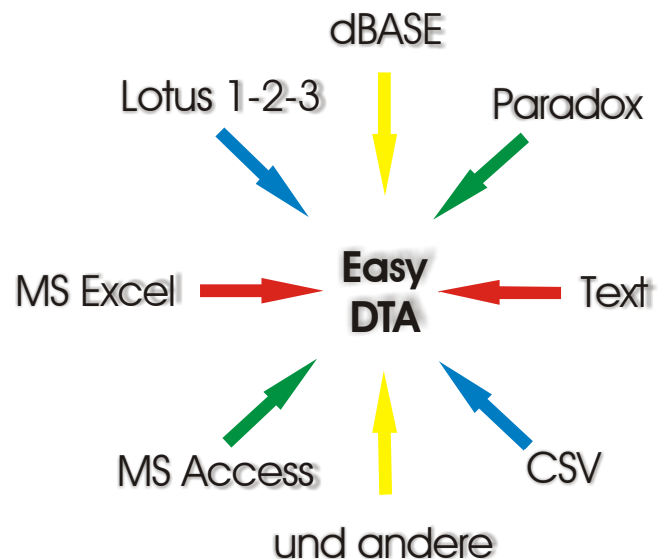 dBASE
Lotus 1-2-3
Paradox
Easy
DTA
MS Excel
Text
MS Access
CSV
und andere